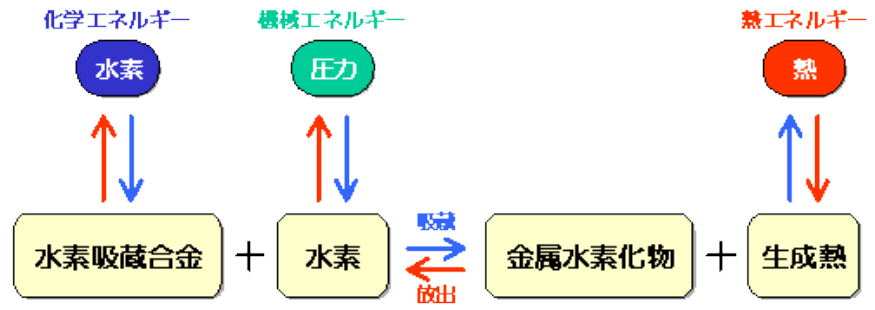 化学エネルギー 機械エネルギー 熱エネルギー
水素 圧力 熱
吸蔵
水素吸蔵合金 + 水素 金属水素化物 + 生成熱
放出